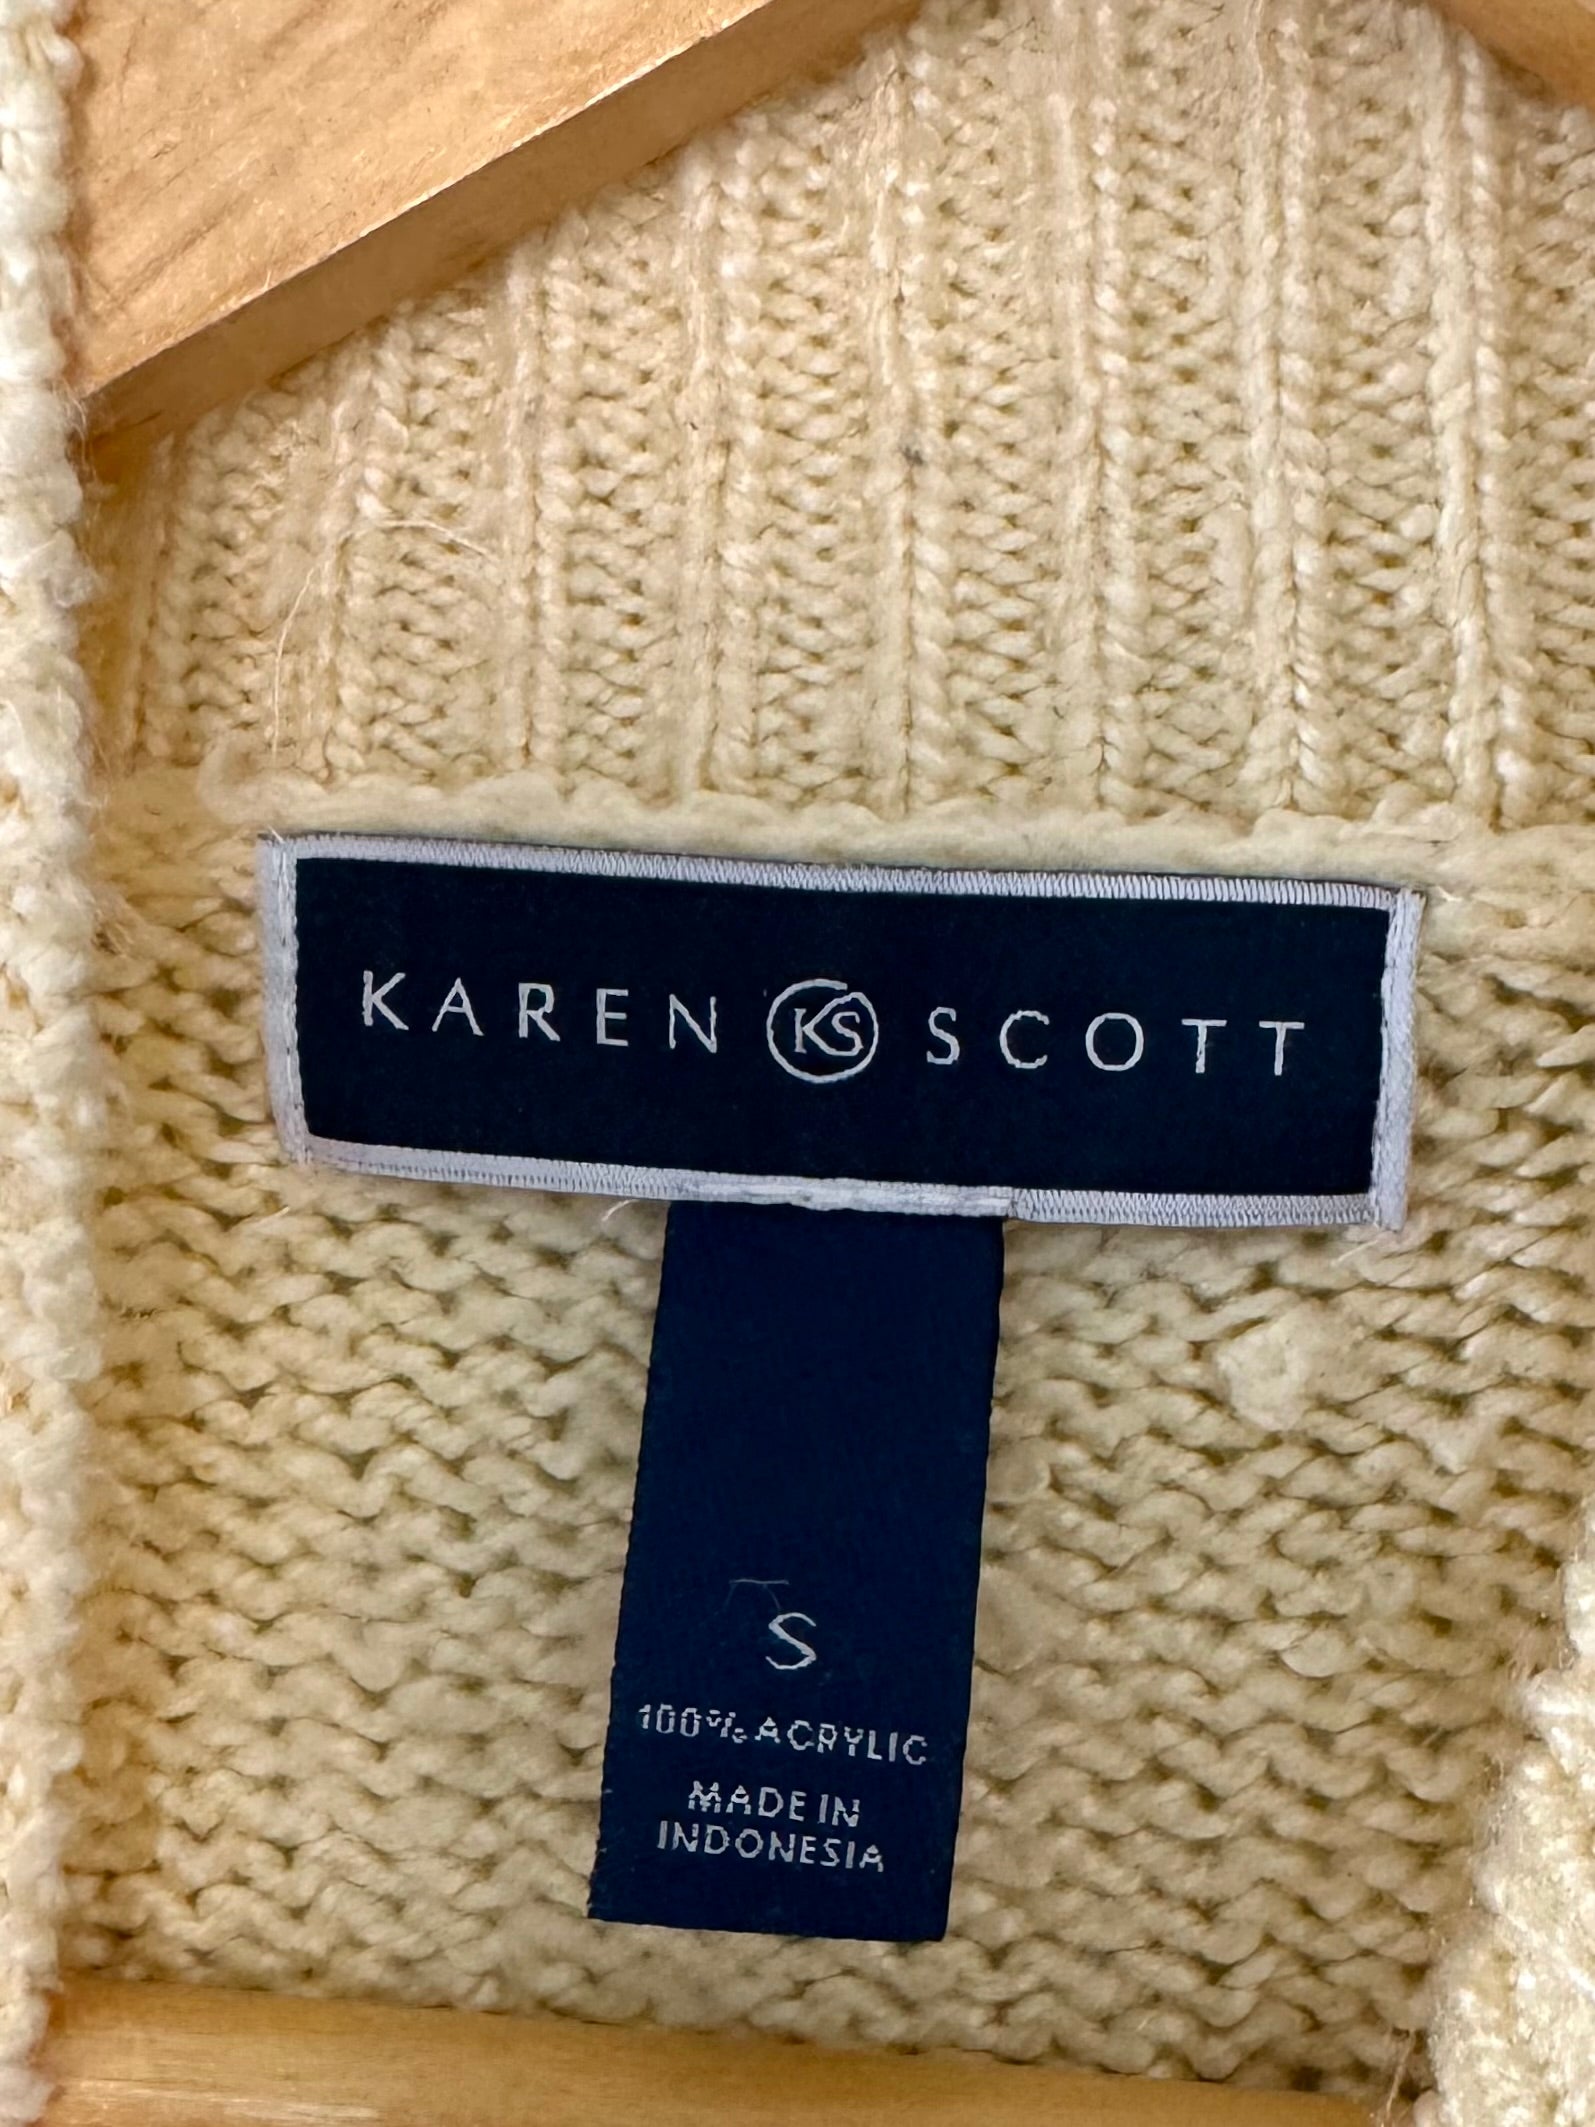 KAREN KS SCOTT
S
100% ACRYLIC
MADE IN
INDONESIA